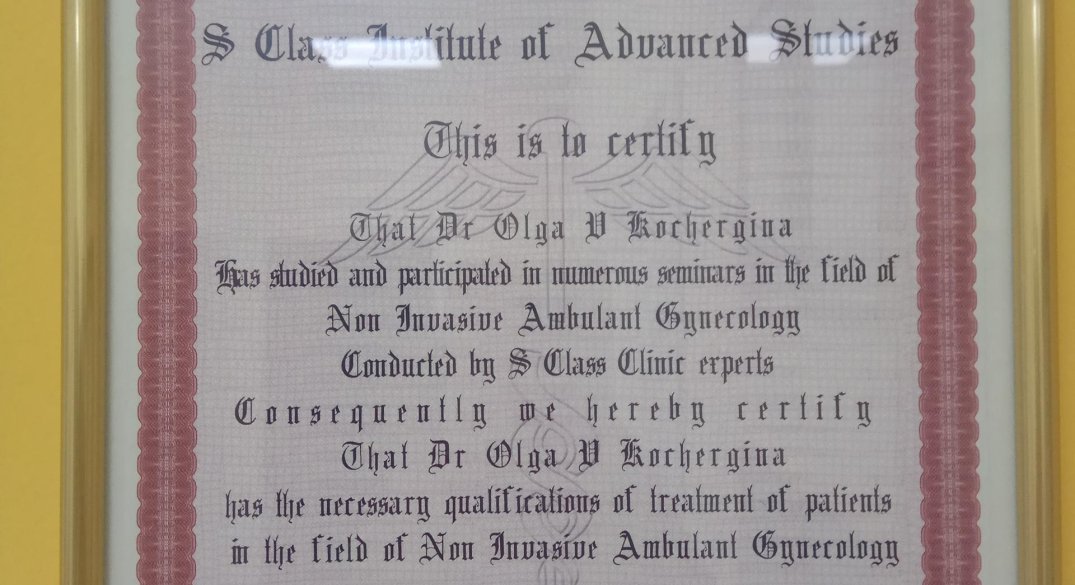 S Class Institute of Advanced Studies
This is to certify
That Dr Olga V Kochergina
Has studied and participated in numerous seminars in the field of
Non Invasive Ambulant Gynecology
Conducted by S Class Clinic experts
Consequently we hereby certify
That Dr Olga V Kochergina
has the necessary qualifications of treatment of patients
in the field of Non Invasive Ambulant Gynecology